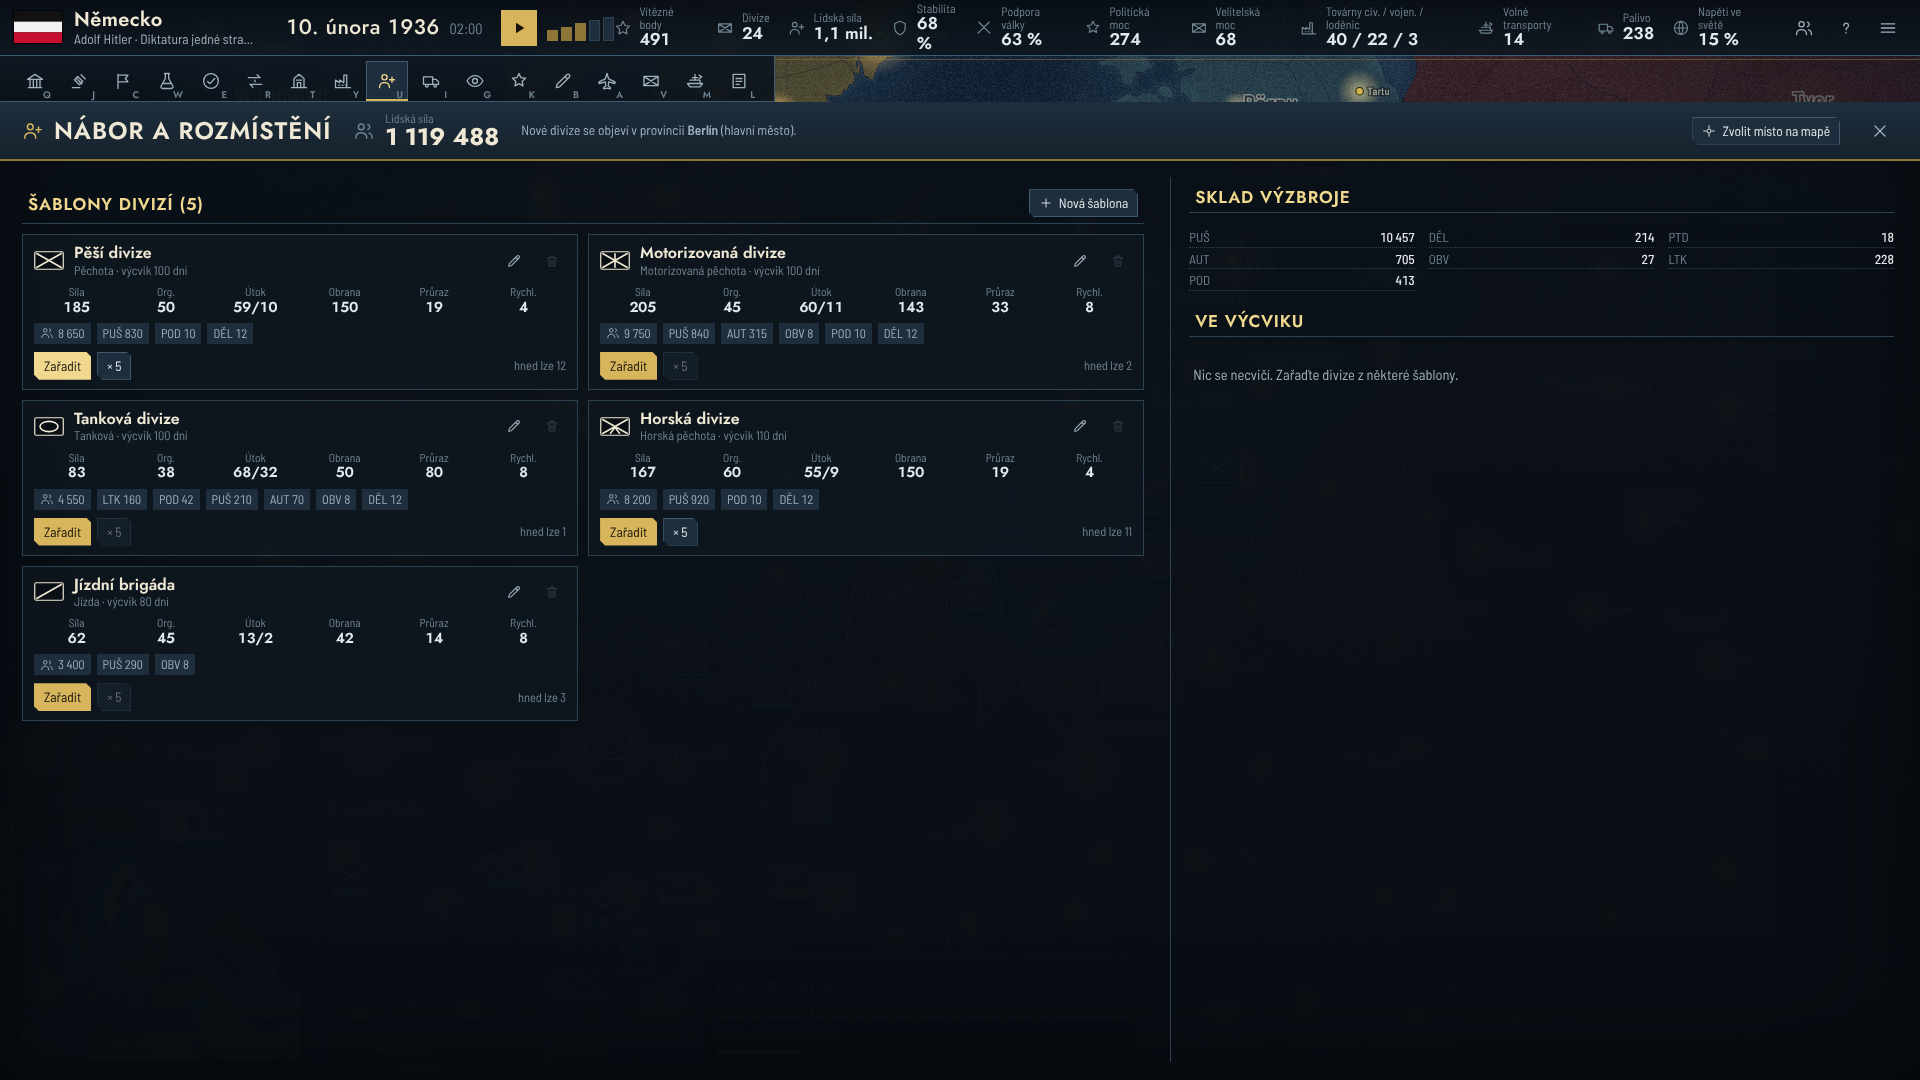 Německo
Adolf Hitler · Diktatura jedné stra...
10. února 1936 02:00
Vítězné body 491
Divize 24
Lidská síla 1,1 mil.
Stabilita 68 %
Podpora války 63 %
Politická moc 274
Velitelská moc 68
Továrny civ. / vojen. / loděnic 40 / 22 / 3
Volné transporty 14
Palivo 238
Napětí ve světě 15 %
?
Q J C W E R T Y U I G K B A V M L
Tartu
NÁBOR A ROZMÍSTĚNÍ
Lidská síla
1 119 488
Nové divize se objeví v provincii Berlín (hlavní město).
Zvolit místo na mapě
ŠABLONY DIVIZÍ (5)
+ Nová šablona
Pěší divize
Pěchota · výcvik 100 dní
Síla Org. Útok Obrana Průraz Rychl.
185 50 59/10 150 19 4
8 650 PUŠ 830 POD 10 DĚL 12
Zařadit × 5 hned lze 12
Motorizovaná divize
Motorizovaná pěchota · výcvik 100 dní
Síla Org. Útok Obrana Průraz Rychl.
205 45 60/11 143 33 8
9 750 PUŠ 840 AUT 315 OBV 8 POD 10 DĚL 12
Zařadit × 5 hned lze 2
Tanková divize
Tanková · výcvik 100 dní
Síla Org. Útok Obrana Průraz Rychl.
83 38 68/32 50 80 8
4 550 LTK 160 POD 42 PUŠ 210 AUT 70 OBV 8 DĚL 12
Zařadit × 5 hned lze 1
Horská divize
Horská pěchota · výcvik 110 dní
Síla Org. Útok Obrana Průraz Rychl.
167 60 55/9 150 19 4
8 200 PUŠ 920 POD 10 DĚL 12
Zařadit × 5 hned lze 11
Jízdní brigáda
Jízda · výcvik 80 dní
Síla Org. Útok Obrana Průraz Rychl.
62 45 13/2 42 14 8
3 400 PUŠ 290 OBV 8
Zařadit × 5 hned lze 3
SKLAD VÝZBROJE
PUŠ 10 457 DĚL 214 PTD 18
AUT 705 OBV 27 LTK 228
POD 413
VE VÝCVIKU
Nic se necvičí. Zařaďte divize z některé šablony.